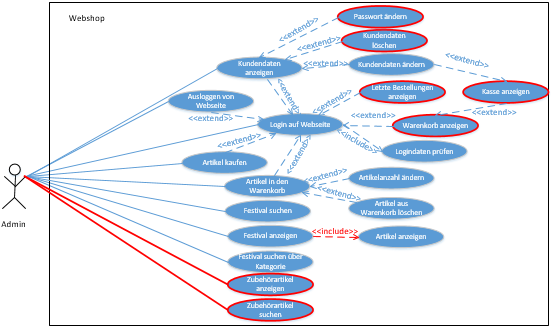 Webshop
Passwort ändern
<<extend>>
Kundendaten
löschen
<<extend>>
Kundendaten
anzeigen
<<extend>>
Kundendaten ändern
<<extend>>
Ausloggen von
Webseite
<<extend>>
<<extend>>
Letzte Bestellungen
anzeigen
<<extend>>
Kasse anzeigen
<<extend>>
<<extend>>
Login auf Webseite
Warenkorb anzeigen
<<extend>>
<<include>>
Logindaten prüfen
Artikel kaufen
<<extend>>
Artikel in den
Warenkorb
<<extend>>
Artikelanzahl ändern
<<extend>>
Artikel aus
Warenkorb löschen
Admin
Festival suchen
Festival anzeigen
<<include>>
Artikel anzeigen
Festival suchen über
Kategorie
Zubehörartikel
anzeigen
Zubehörartikel
suchen